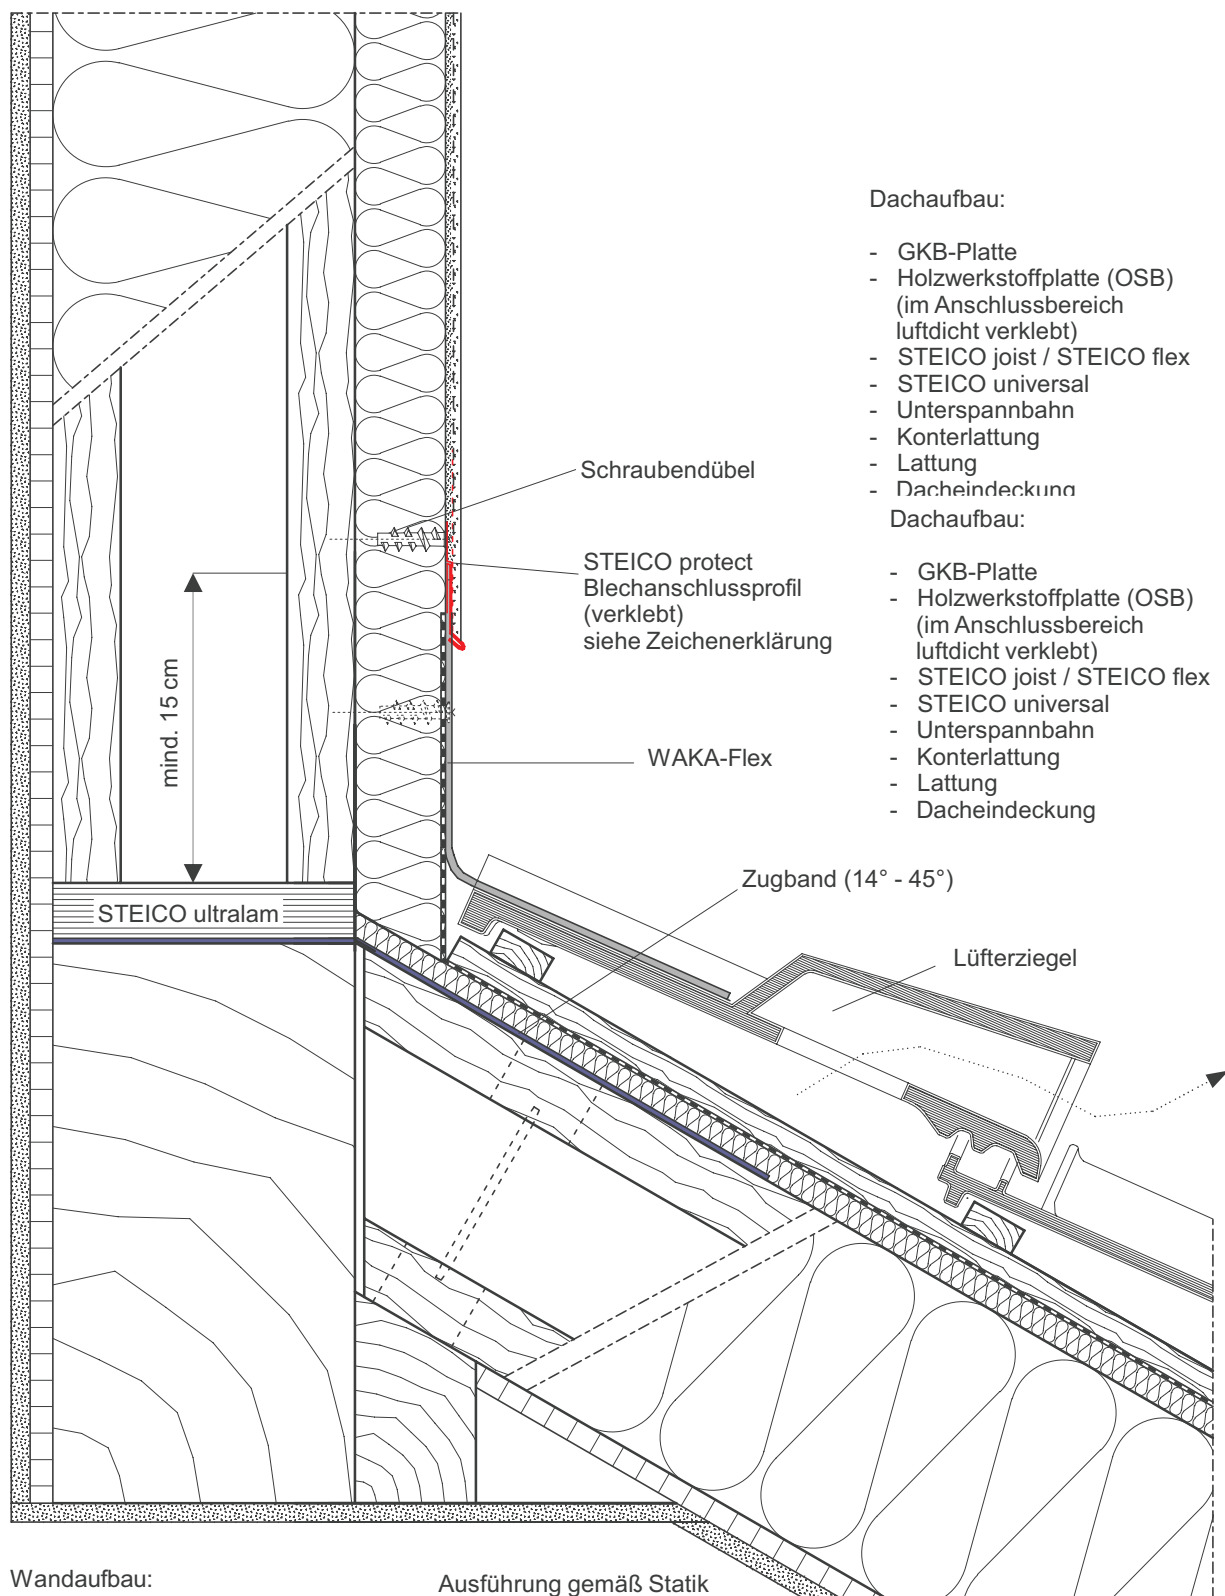 Dachaufbau:
- GKB-Platte
- Holzwerkstoffplatte (OSB)
(im Anschlussbereich
luftdicht verklebt)
- STEICO joist / STEICO flex
- STEICO universal
- Unterspannbahn
- Konterlattung
- Lattung
- Dacheindeckung
Dachaufbau:
- GKB-Platte
- Holzwerkstoffplatte (OSB)
(im Anschlussbereich
luftdicht verklebt)
- STEICO joist / STEICO flex
- STEICO universal
- Unterspannbahn
- Konterlattung
- Lattung
- Dacheindeckung
Schraubendübel
STEICO protect
Blechanschlussprofil
(verklebt)
siehe Zeichenerklärung
mind. 15 cm
WAKA-Flex
Zugband (14° - 45°)
STEICO ultralam
Lüfterziegel
Wandaufbau:
Ausführung gemäß Statik